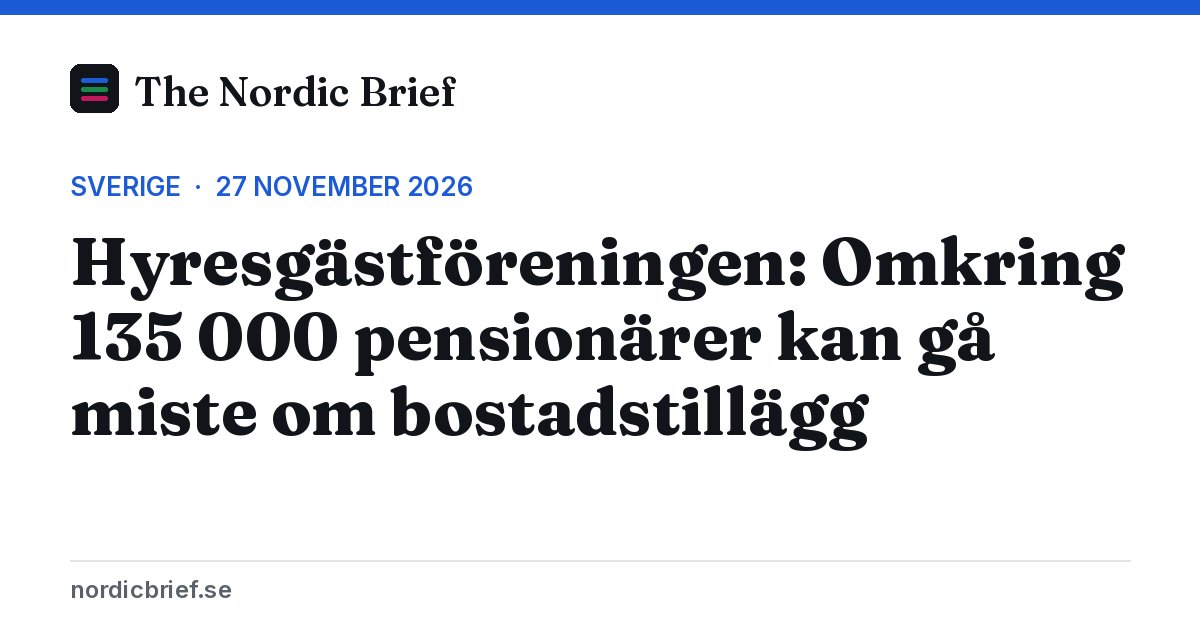 The Nordic Brief
SVERIGE · 27 NOVEMBER 2026
Hyresgästföreningen: Omkring
135 000 pensionärer kan gå
miste om bostadstillägg
nordicbrief.se